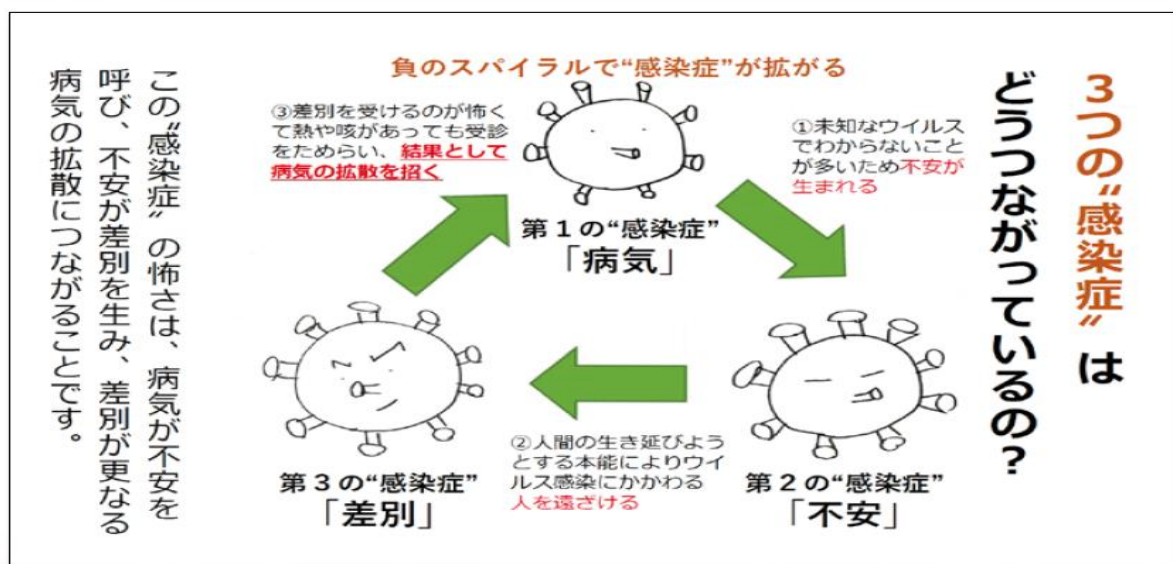 3つの“感染症”は
どうつながっているの?
負のスパイラルで“感染症”が拡がる
①未知なウイルス
でわからないこと
が多いため不安が
生まれる
第1の“感染症”
「病気」
②人間の生き延びよう
とする本能によりウイ
ルス感染にかかわる
人を遠ざける
第2の“感染症”
「不安」
③差別を受けるのが怖く
て熱や咳があっても受診
をためらい、結果として
病気の拡散を招く
第3の“感染症”
「差別」
この“感染症”の怖さは、病気が不安を
呼び、不安が差別を生み、差別が更なる
病気の拡散につながることです。